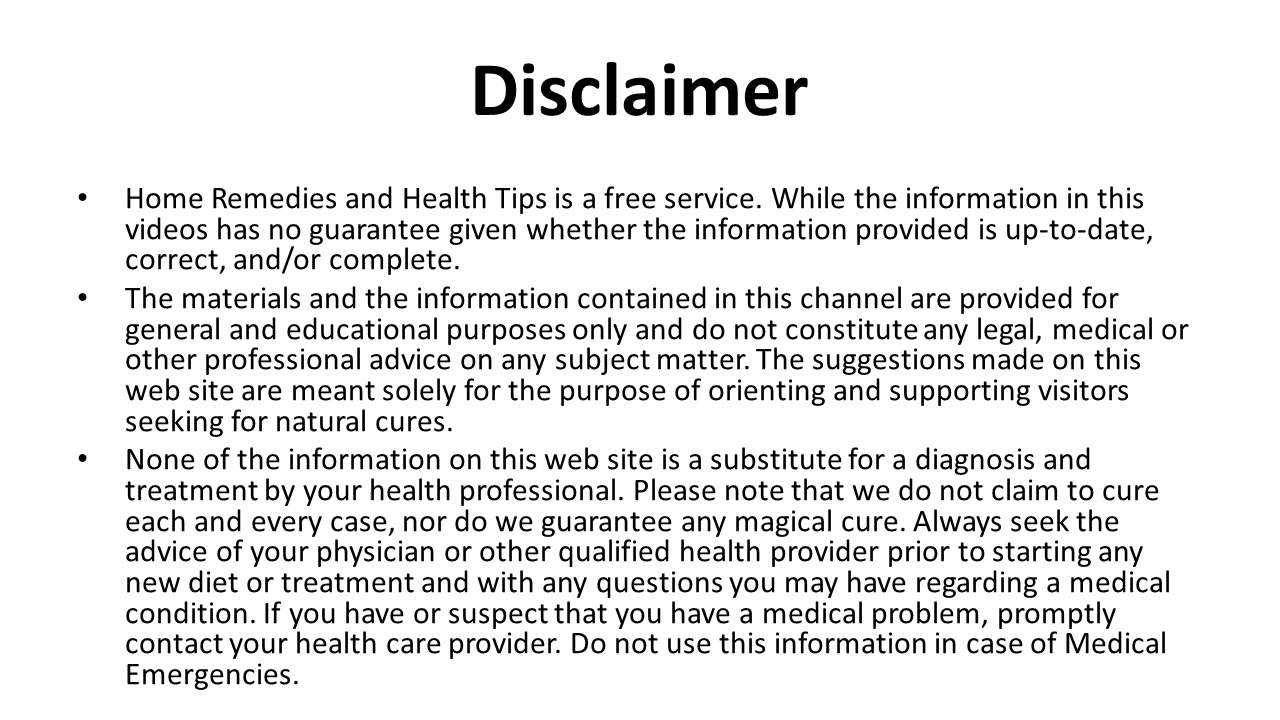 Disclaimer
• Home Remedies and Health Tips is a free service. While the information in this
videos has no guarantee given whether the information provided is up-to-date,
correct, and/or complete.
• The materials and the information contained in this channel are provided for
general and educational purposes only and do not constitute any legal, medical or
other professional advice on any subject matter. The suggestions made on this
web site are meant solely for the purpose of orienting and supporting visitors
seeking for natural cures.
• None of the information on this web site is a substitute for a diagnosis and
treatment by your health professional. Please note that we do not claim to cure
each and every case, nor do we guarantee any magical cure. Always seek the
advice of your physician or other qualified health provider prior to starting any
new diet or treatment and with any questions you may have regarding a medical
condition. If you have or suspect that you have a medical problem, promptly
contact your health care provider. Do not use this information in case of Medical
Emergencies.